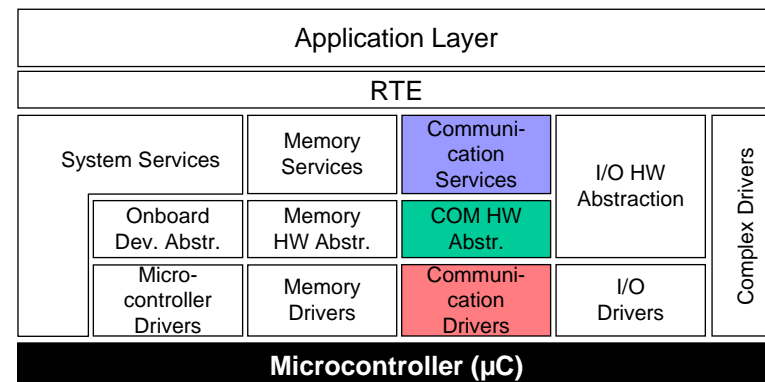 Application Layer
RTE
System Services
Memory
Services
Communi-
cation
Services
I/O HW
Abstraction
Complex Drivers
Onboard
Dev. Abstr.
Memory
HW Abstr.
COM HW
Abstr.
Micro-
controller
Drivers
Memory
Drivers
Communi-
cation
Drivers
I/O
Drivers
Microcontroller (µC)